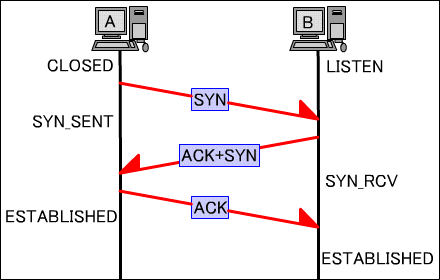 A
B
CLOSED
LISTEN
SYN
SYN_SENT
ACK+SYN
SYN_RCV
ACK
ESTABLISHED
ESTABLISHED